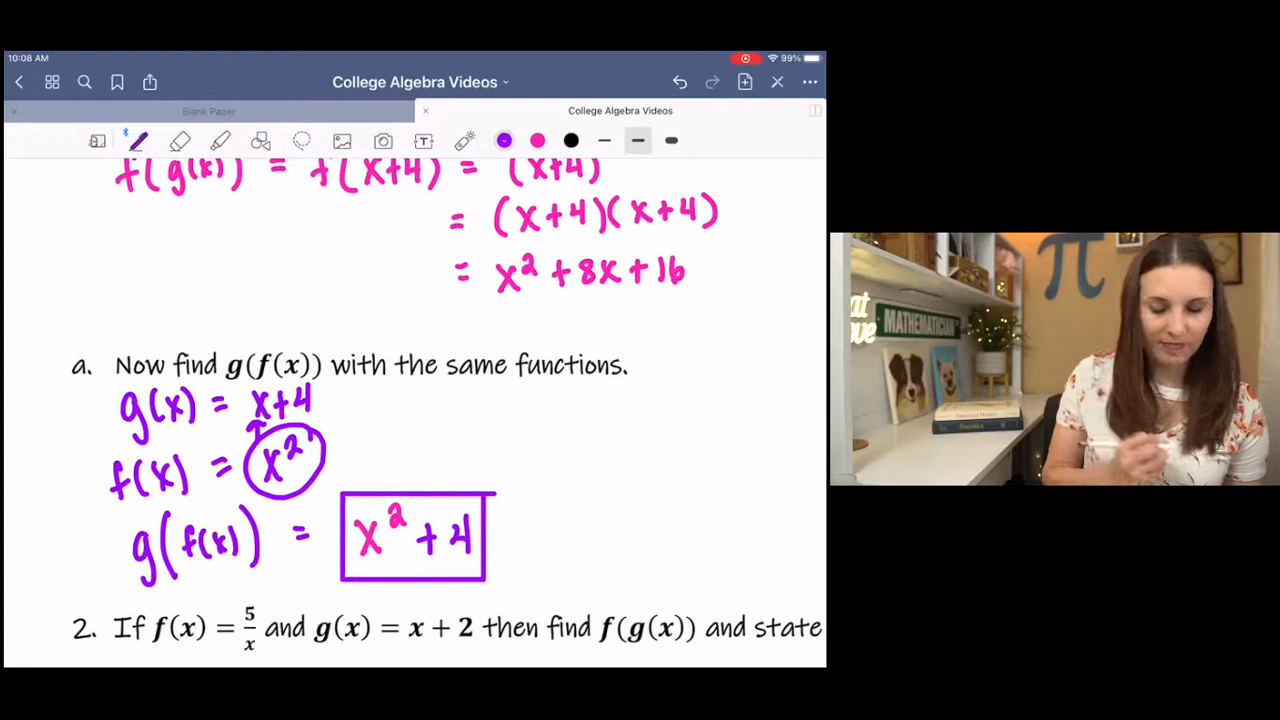 10:08 AM
99%
College Algebra Videos
Blank Paper
College Algebra Videos
f(g(x)) = f(x+4) = (x+4)
= (x+4)(x+4)
= x² + 8x + 16
a. Now find g(f(x)) with the same functions.
g(x) = x+4
f(x) = x²
g(f(x)) = x² + 4
2. If f(x) = 5/x and g(x) = x + 2 then find f(g(x)) and state
MATHEMATICIAN
at